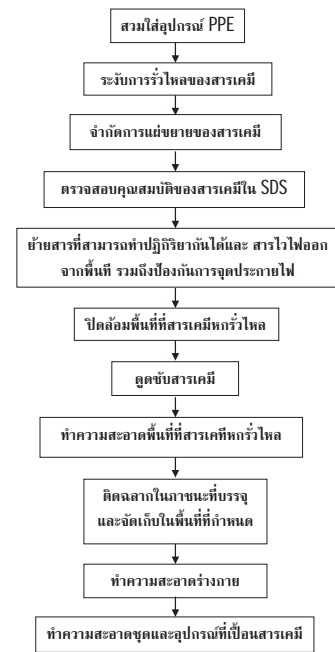 สวมใส่อุปกรณ์ PPE
ระงับการรั่วไหลของสารเคมี
จำกัดการแผ่ขยายของสารเคมี
ตรวจสอบคุณสมบัติของสารเคมีใน SDS
ย้ายสารที่สามารถทำปฏิกิริยากันได้และ สารไวไฟออก
จากพื้นที่ รวมถึงป้องกันการจุดประกายไฟ
ปิดล้อมพื้นที่ที่สารเคมีหกรั่วไหล
ดูดซับสารเคมี
ทำความสะอาดพื้นที่ที่สารเคทีหกรั่วไหล
ติดฉลากในภาชนะที่บรรจุ
และจัดเก็บในพื้นที่ที่กำหนด
ทำความสะอาดร่างกาย
ทำความสะอาดชุดและอุปกรณ์ที่เปื้อนสารเคมี